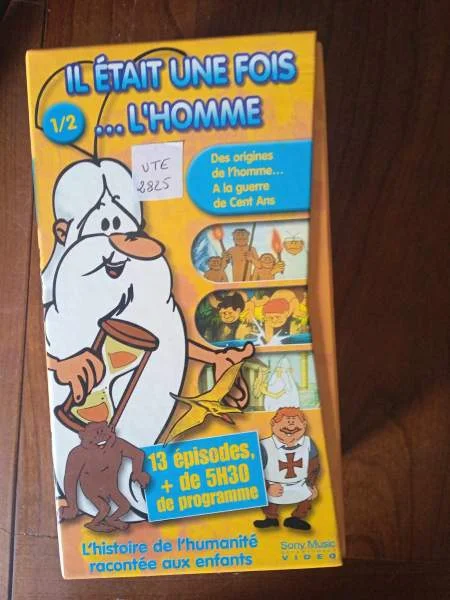 IL ÉTAIT UNE FOIS
... L'HOMME
1/2
UTE
2825
Des origines
de l'homme...
A la guerre
de Cent Ans
13 épisodes,
+ de 5H30
de programme
L'histoire de l'humanité
racontée aux enfants
Sony Music
VIDEO